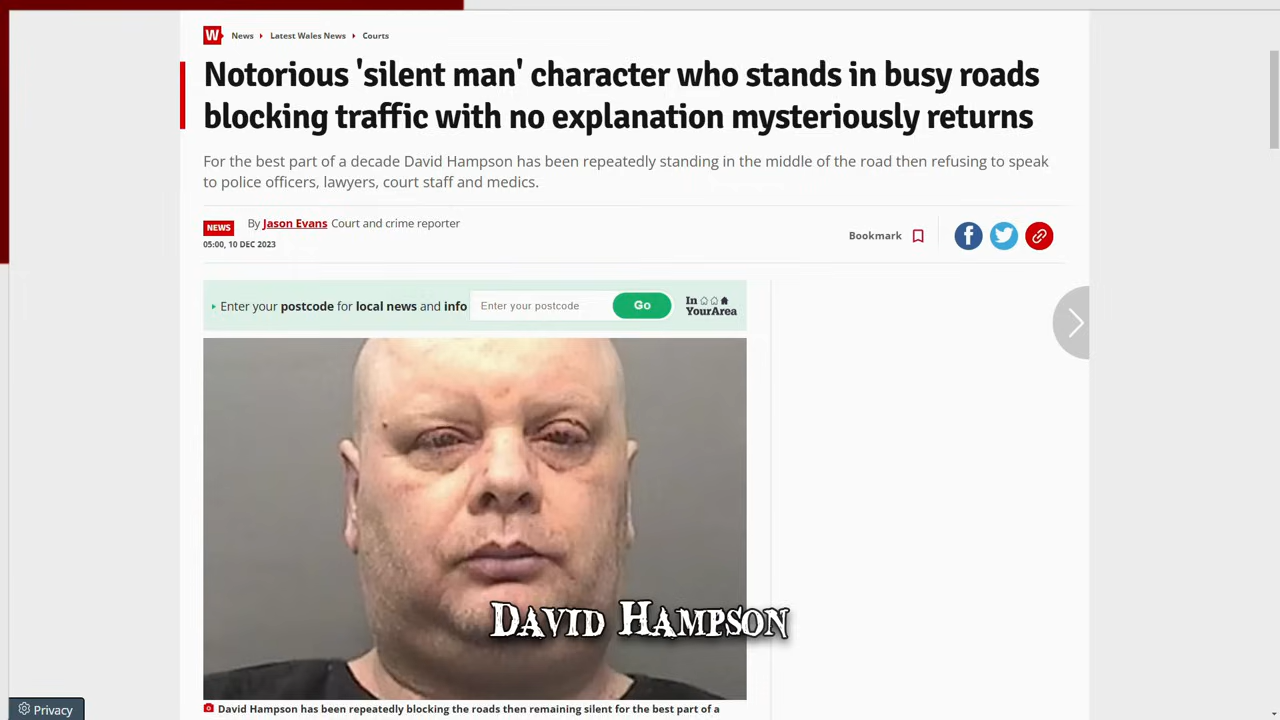 W News Latest Wales News Courts
Notorious 'silent man' character who stands in busy roads
blocking traffic with no explanation mysteriously returns
For the best part of a decade David Hampson has been repeatedly standing in the middle of the road then refusing to speak
to police officers, lawyers, court staff and medics.
NEWS By Jason Evans Court and crime reporter
05:00, 10 DEC 2023
Bookmark
Enter your postcode for local news and info Enter your postcode Go In YourArea
DAVID HAMPSON
David Hampson has been repeatedly blocking the roads then remaining silent for the best part of a
Privacy